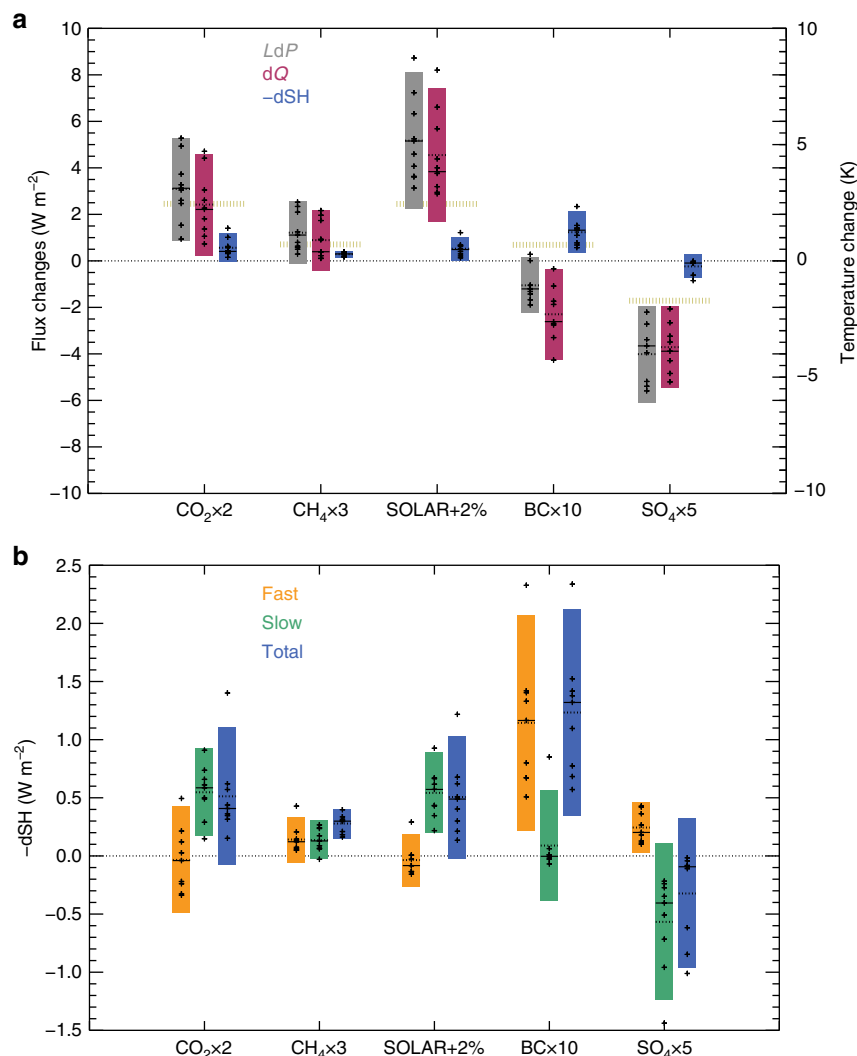 a
LdP
dQ
−dSH
Flux changes (W m⁻²)
Temperature change (K)
10
8
6
4
2
0
−2
−4
−6
−8
−10
10
5
0
−5
−10
CO₂×2 CH₄×3 SOLAR+2% BC×10 SO₄×5
b
Fast
Slow
Total
−dSH (W m⁻²)
2.5
2.0
1.5
1.0
0.5
0.0
−0.5
−1.0
−1.5
CO₂×2 CH₄×3 SOLAR+2% BC×10 SO₄×5